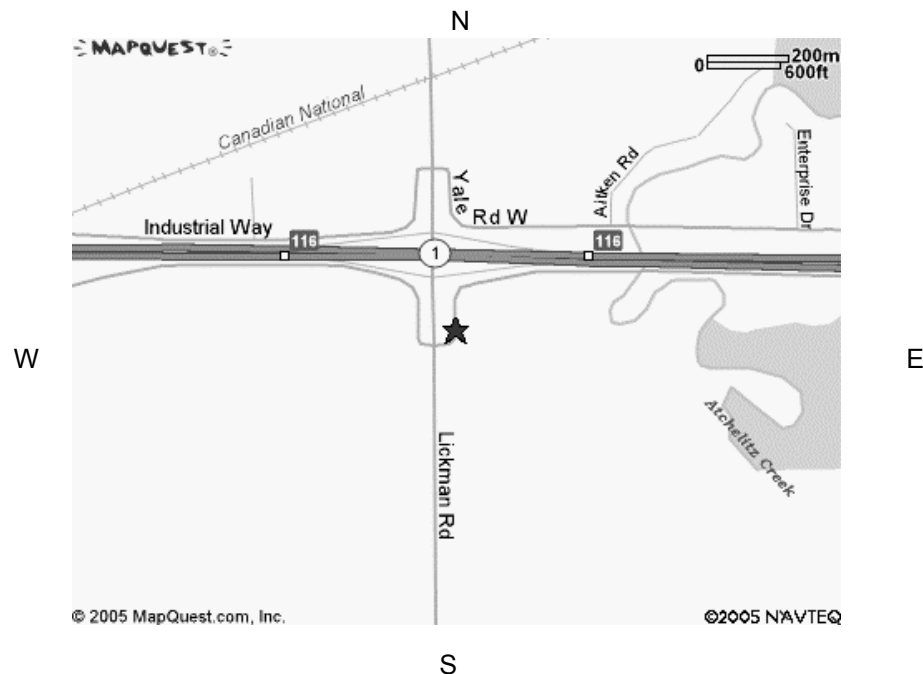 N
MAPQUEST®
200m
0
600ft
Canadian National
Aitken Rd
Enterprise Dr
Yale
Rd W
Industrial Way
116
116
1
W
E
Lickman Rd
Atchelitz Creek
© 2005 MapQuest.com, Inc.
©2005 NAVTEQ
S